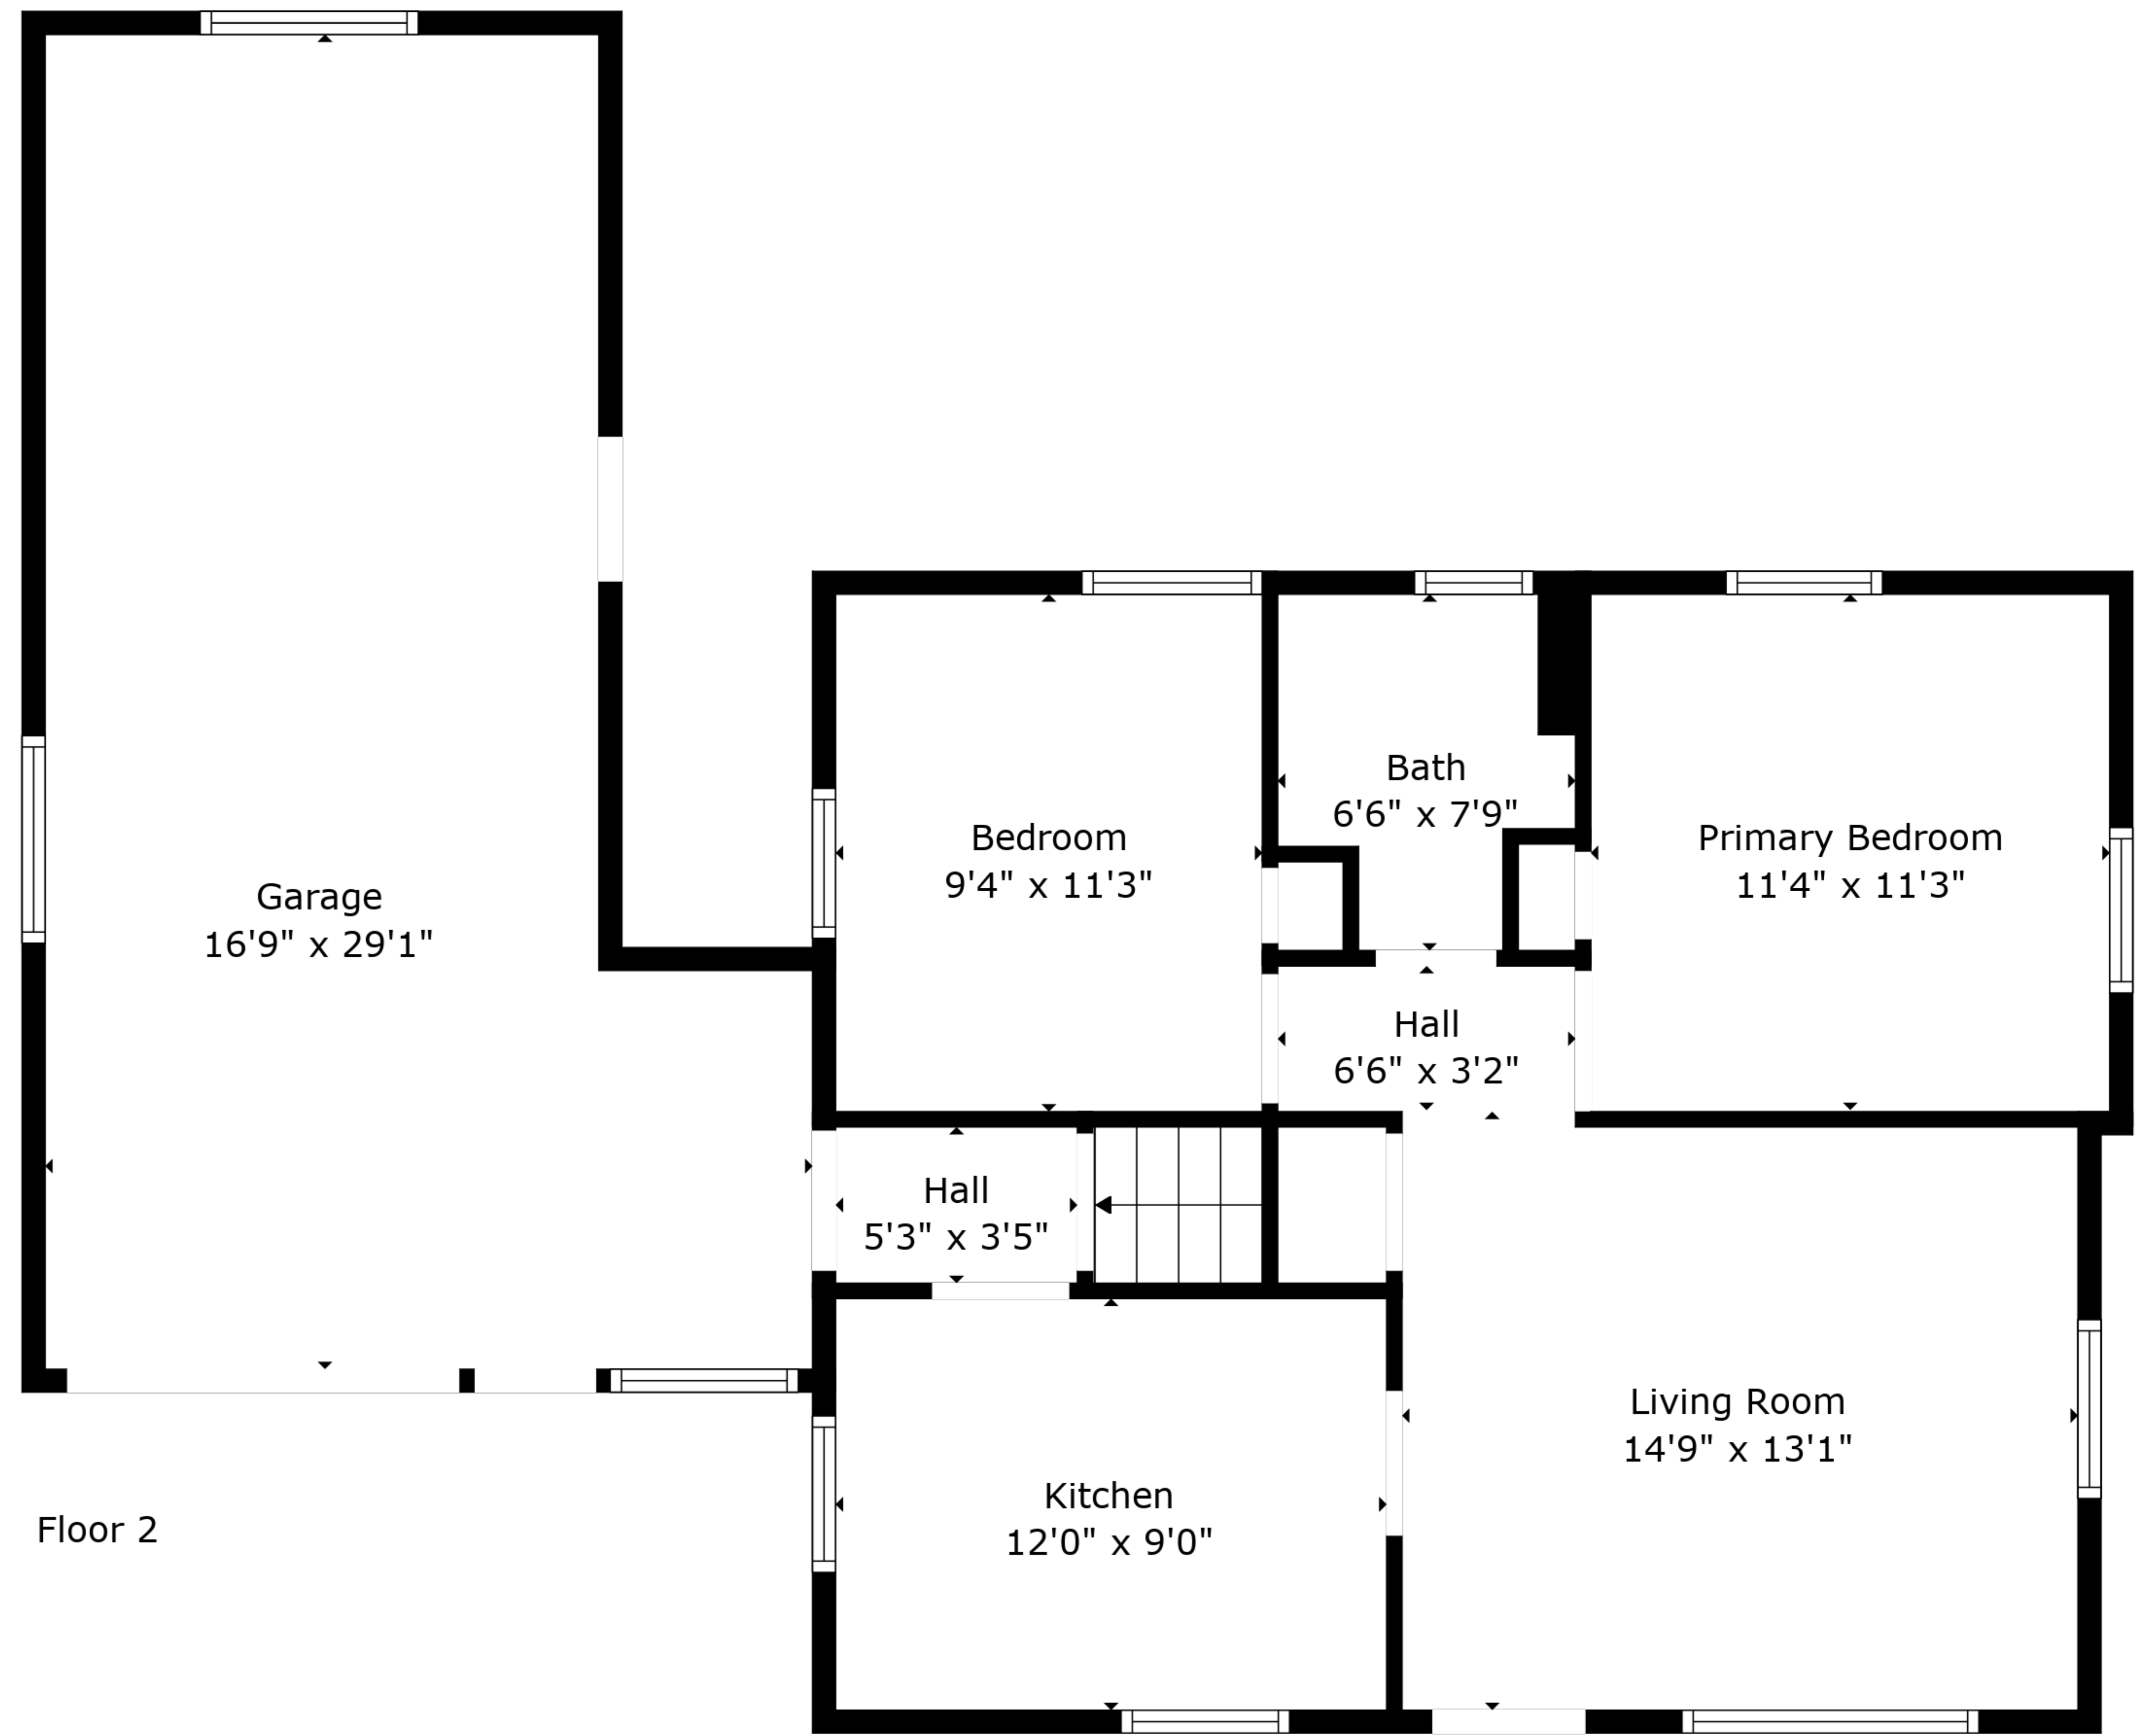 Bath
6'6" x 7'9"
Bedroom
9'4" x 11'3"
Primary Bedroom
11'4" x 11'3"
Garage
16'9" x 29'1"
Hall
6'6" x 3'2"
Hall
5'3" x 3'5"
Living Room
14'9" x 13'1"
Kitchen
12'0" x 9'0"
Floor 2